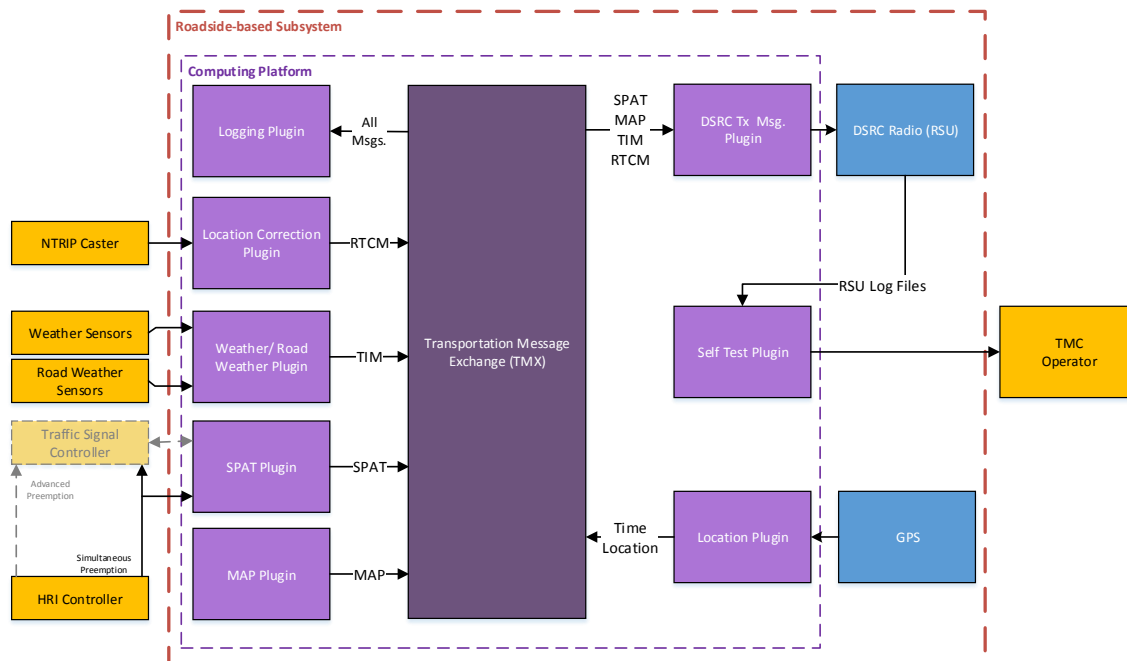 Roadside-based Subsystem
Computing Platform
Logging Plugin
All
Msgs.
SPAT
MAP
TIM
RTCM
DSRC Tx Msg.
Plugin
DSRC Radio (RSU)
NTRIP Caster
Location Correction
Plugin
RTCM
RSU Log Files
Weather Sensors
Road Weather
Sensors
Weather/ Road
Weather Plugin
TIM
Transportation Message
Exchange (TMX)
Self Test Plugin
TMC
Operator
Traffic Signal
Controller
SPAT Plugin
SPAT
Advanced
Preemption
Time
Location
Location Plugin
GPS
Simultaneous
Preemption
MAP Plugin
MAP
HRI Controller